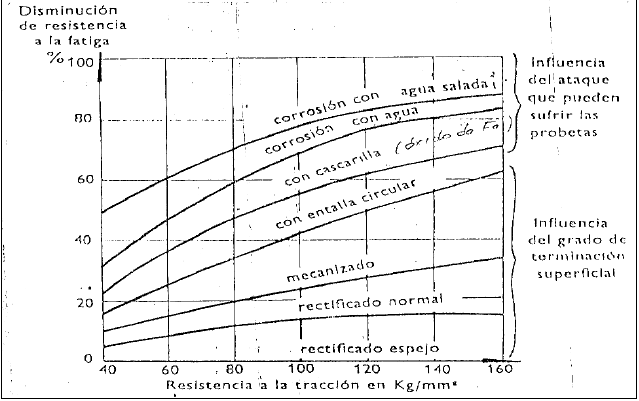 Disminución
de resistencia
a la fatiga
% 100
80
60
40
20
0
corrosión con agua salada
corrosión con agua
con cascarilla (óxido de Fe)
con entalla circular
mecanizado
rectificado normal
rectificado espejo
40 60 80 100 120 140 160
Resistencia a la tracción en Kg/mm²
Influencia
del ataque
que pueden
sufrir las
probetas
Influencia
del grado de
terminación
superficial